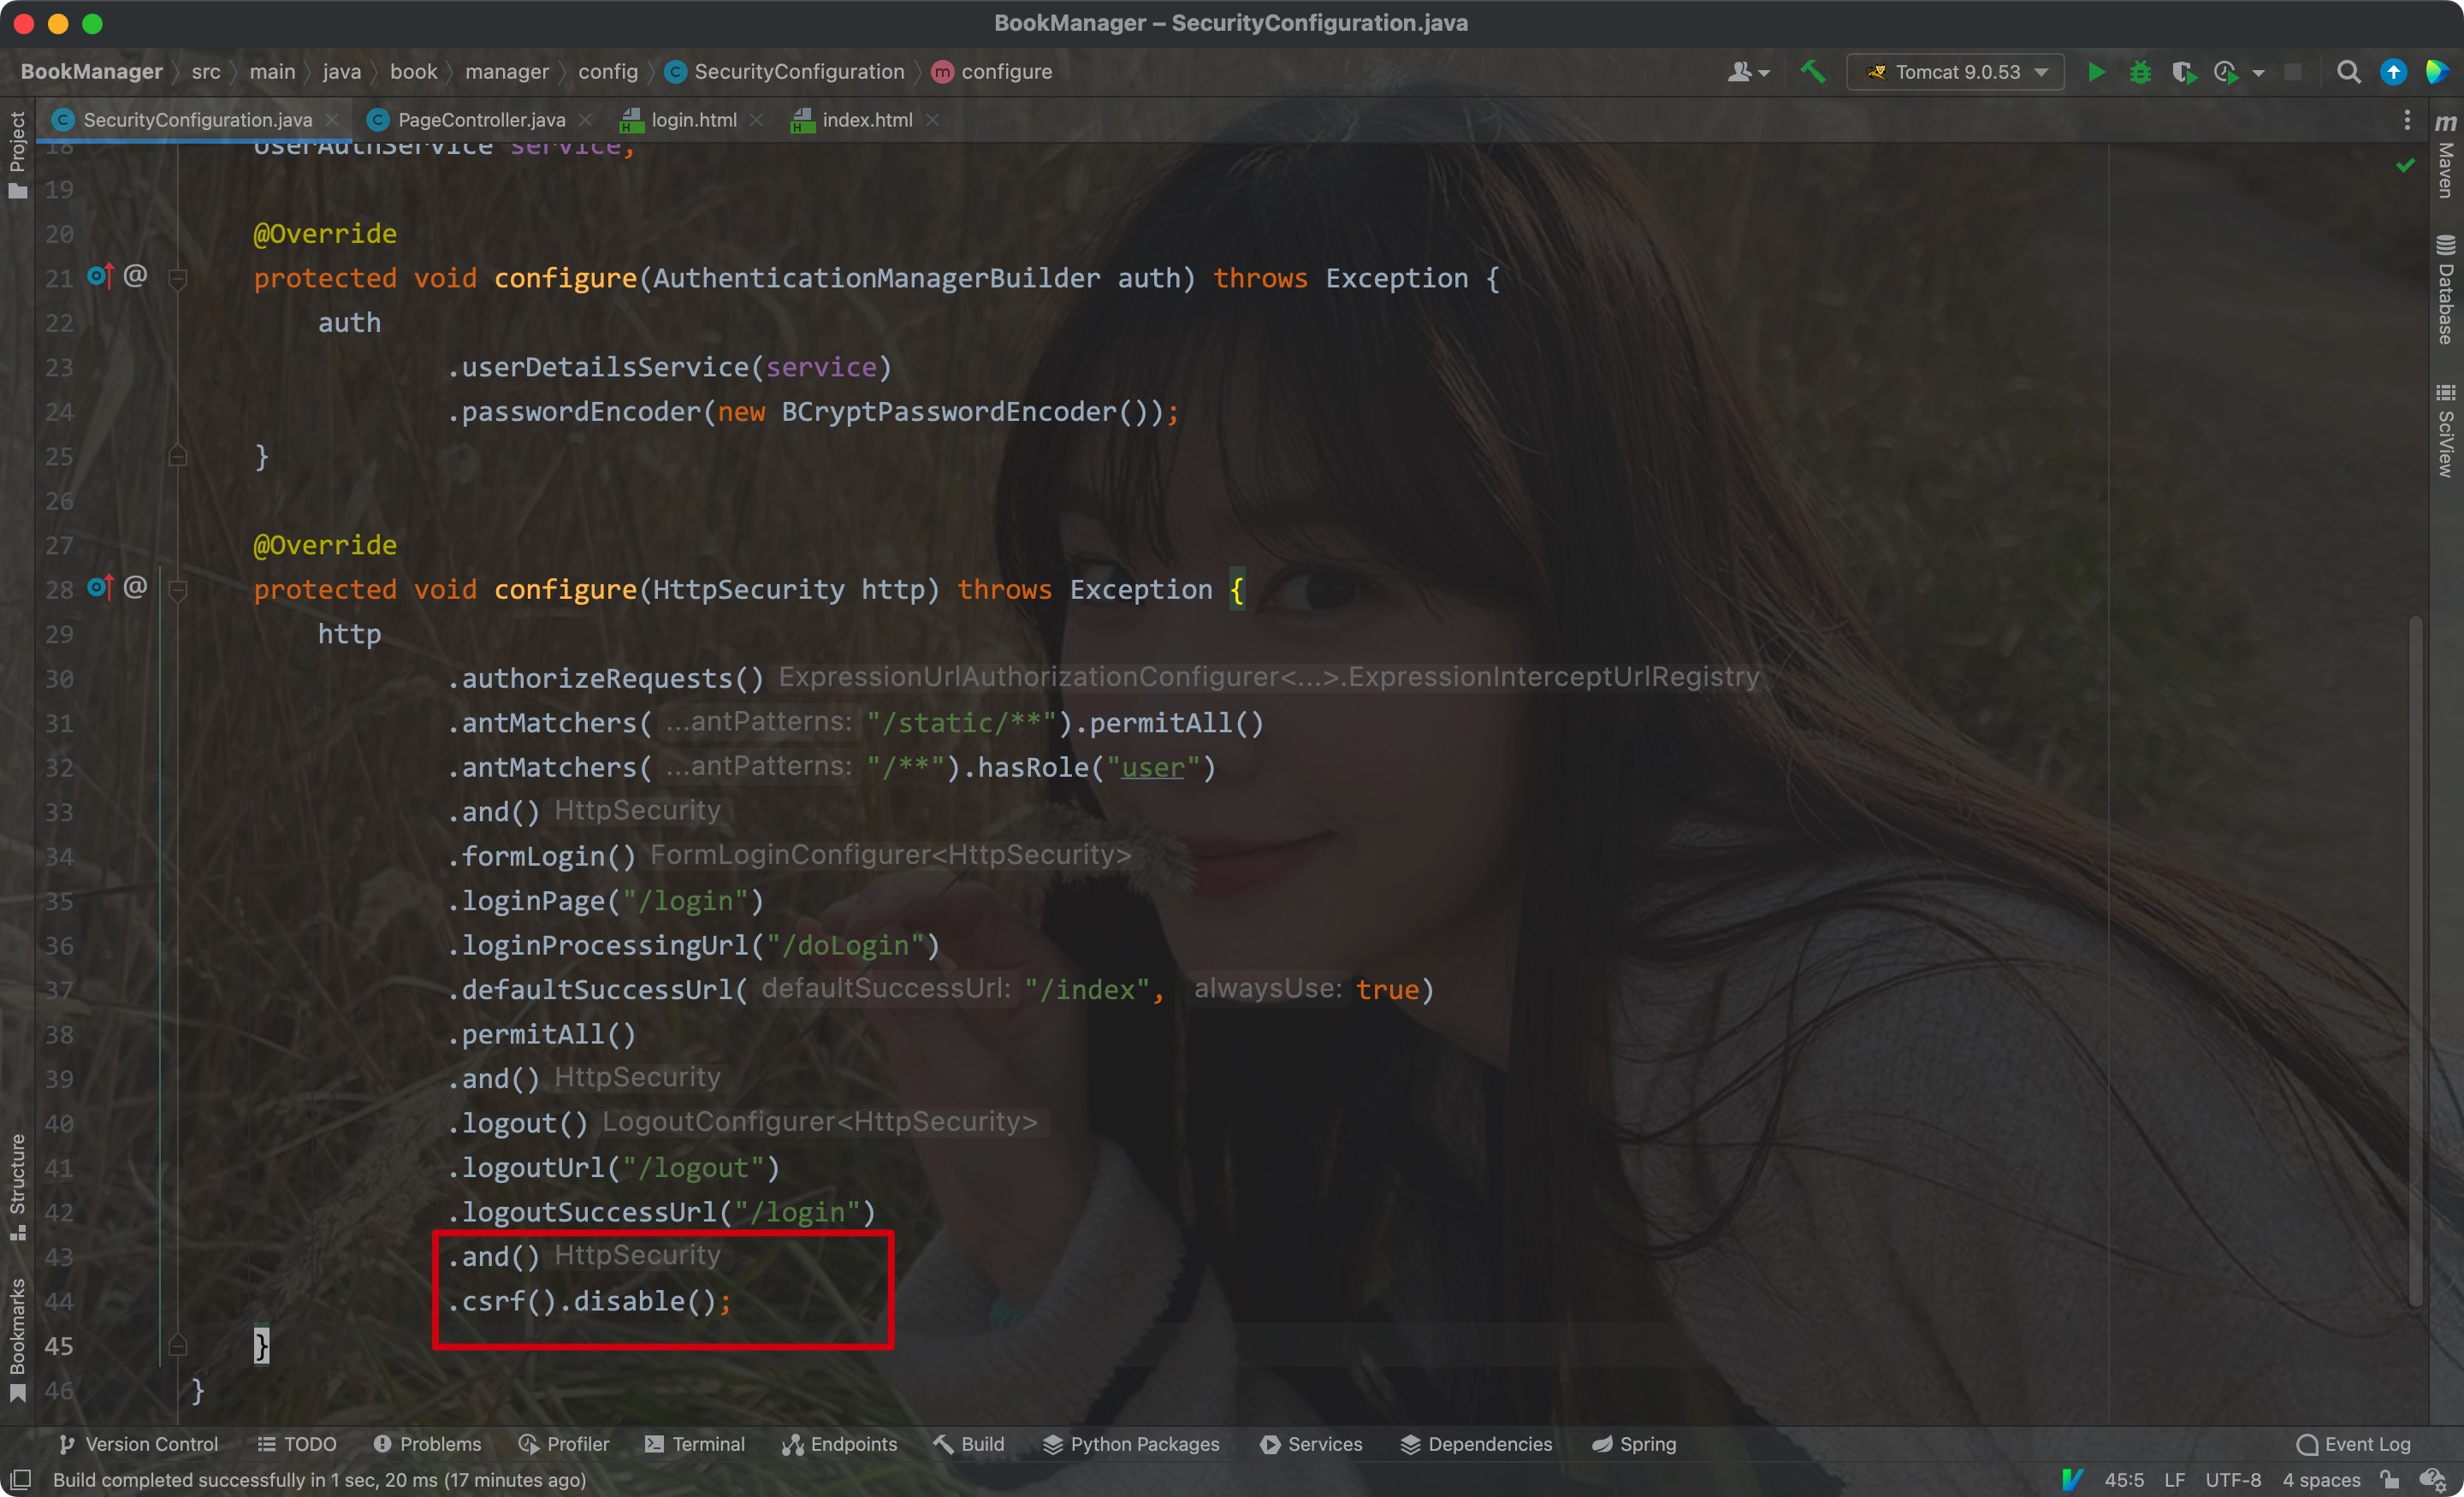 BookManager – SecurityConfiguration.java
BookManager src main java book manager config SecurityConfiguration configure
Tomcat 9.0.53
SecurityConfiguration.java PageController.java login.html index.html
Project
Maven
Database
SciView
Structure
Bookmarks
18 UserAuthService service;
19
20 @Override
21 protected void configure(AuthenticationManagerBuilder auth) throws Exception {
22 auth
23 .userDetailsService(service)
24 .passwordEncoder(new BCryptPasswordEncoder());
25 }
26
27 @Override
28 protected void configure(HttpSecurity http) throws Exception {
29 http
30 .authorizeRequests() ExpressionUrlAuthorizationConfigurer<...>.ExpressionInterceptUrlRegistry
31 .antMatchers( ...antPatterns: "/static/**").permitAll()
32 .antMatchers( ...antPatterns: "/**").hasRole("user")
33 .and() HttpSecurity
34 .formLogin() FormLoginConfigurer<HttpSecurity>
35 .loginPage("/login")
36 .loginProcessingUrl("/doLogin")
37 .defaultSuccessUrl( defaultSuccessUrl: "/index", alwaysUse: true)
38 .permitAll()
39 .and() HttpSecurity
40 .logout() LogoutConfigurer<HttpSecurity>
41 .logoutUrl("/logout")
42 .logoutSuccessUrl("/login")
43 .and() HttpSecurity
44 .csrf().disable();
45 }
46 }
Version Control TODO Problems Profiler Terminal Endpoints Build Python Packages Services Dependencies Spring Event Log
Build completed successfully in 1 sec, 20 ms (17 minutes ago) 45:5 LF UTF-8 4 spaces